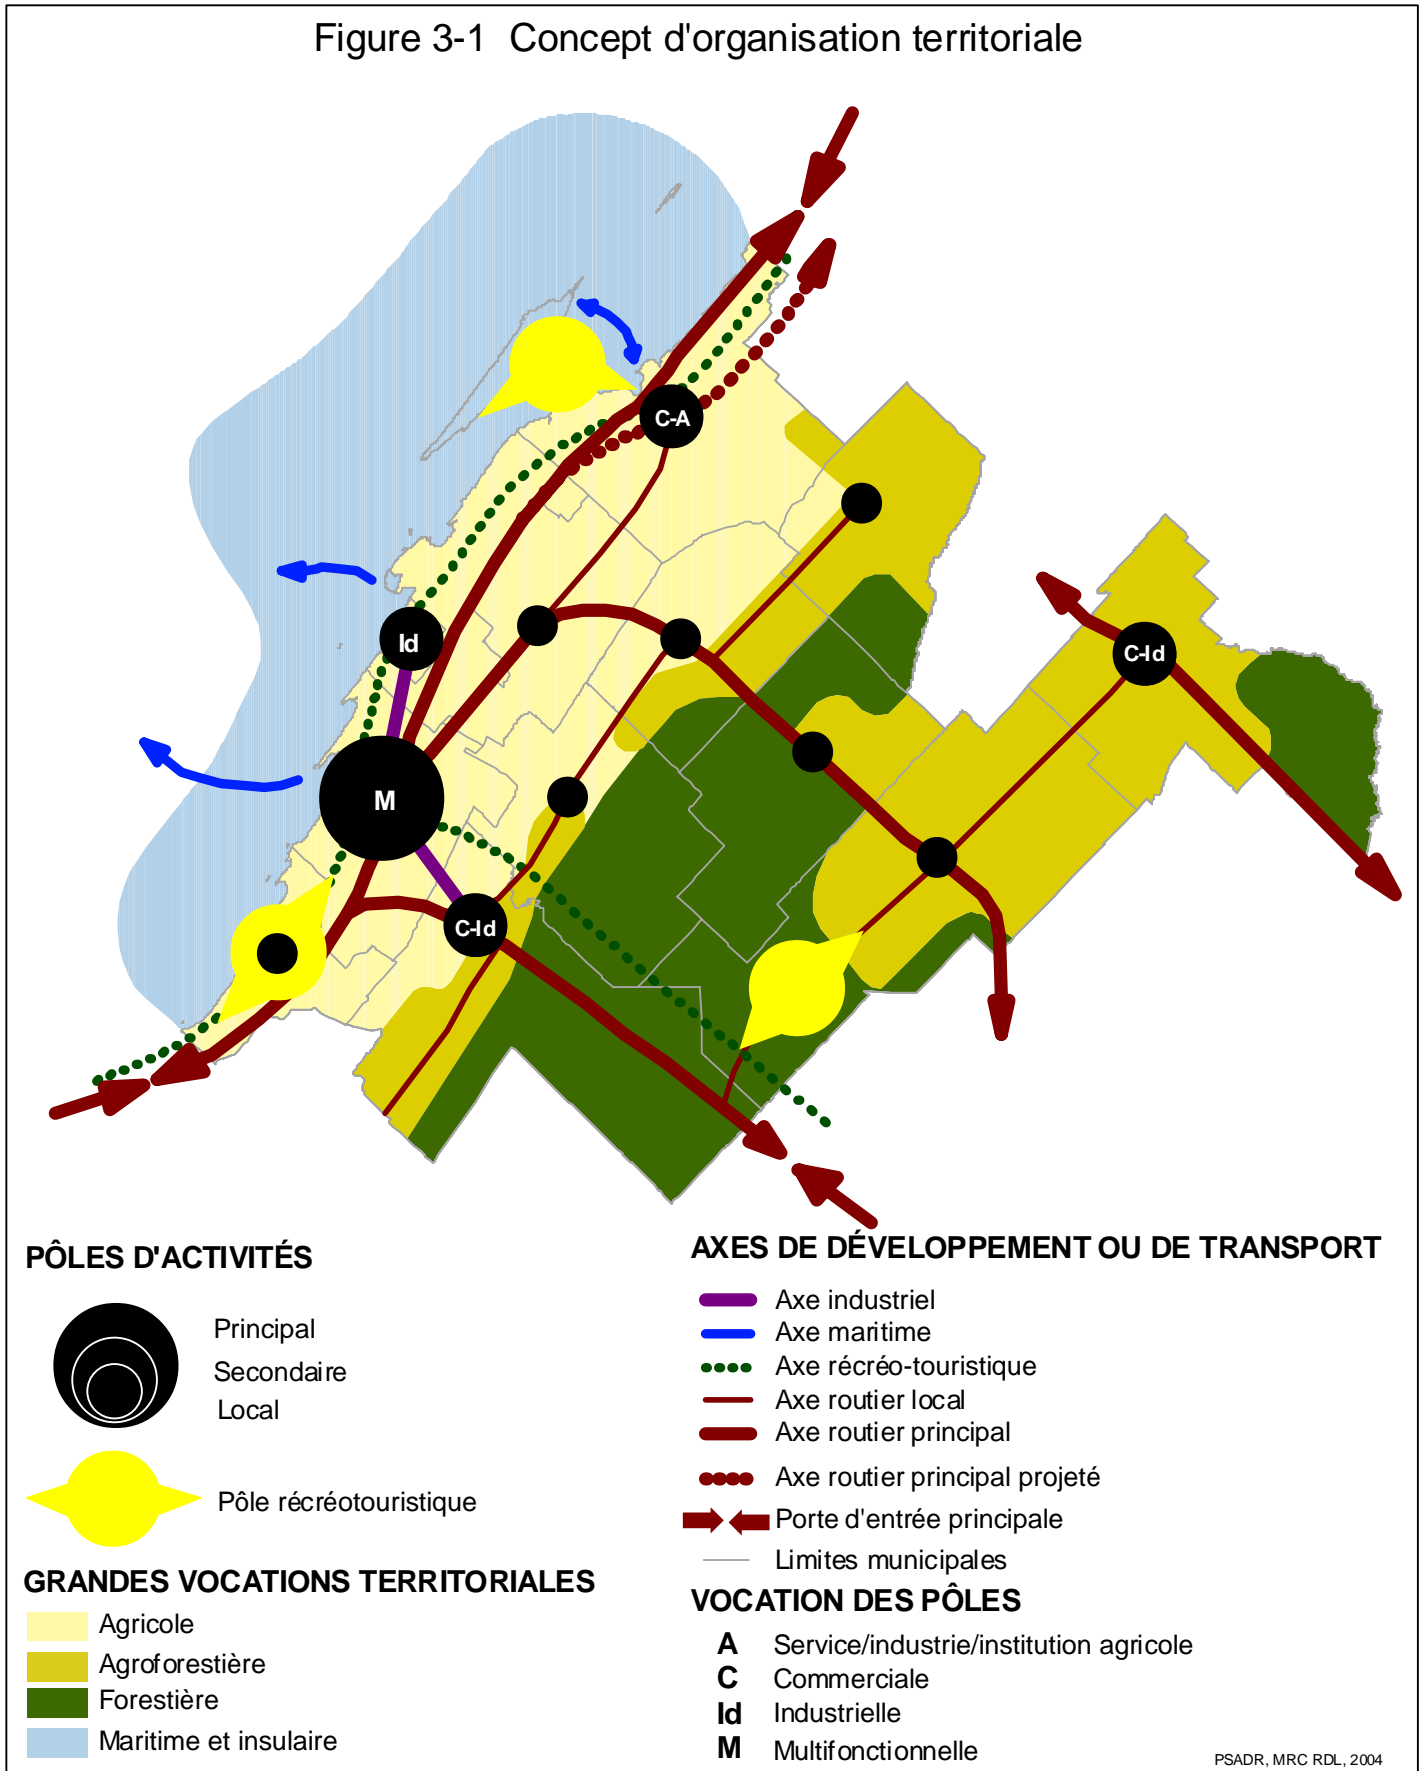 Figure 3-1 Concept d'organisation territoriale
C-A
Id
C-Id
M
C-Id
PÔLES D'ACTIVITÉS
Principal
Secondaire
Local
Pôle récréotouristique
GRANDES VOCATIONS TERRITORIALES
Agricole
Agroforestière
Forestière
Maritime et insulaire
AXES DE DÉVELOPPEMENT OU DE TRANSPORT
Axe industriel
Axe maritime
Axe récréo-touristique
Axe routier local
Axe routier principal
Axe routier principal projeté
Porte d'entrée principale
Limites municipales
VOCATION DES PÔLES
A Service/industrie/institution agricole
C Commerciale
Id Industrielle
M Multifonctionnelle
PSADR, MRC RDL, 2004